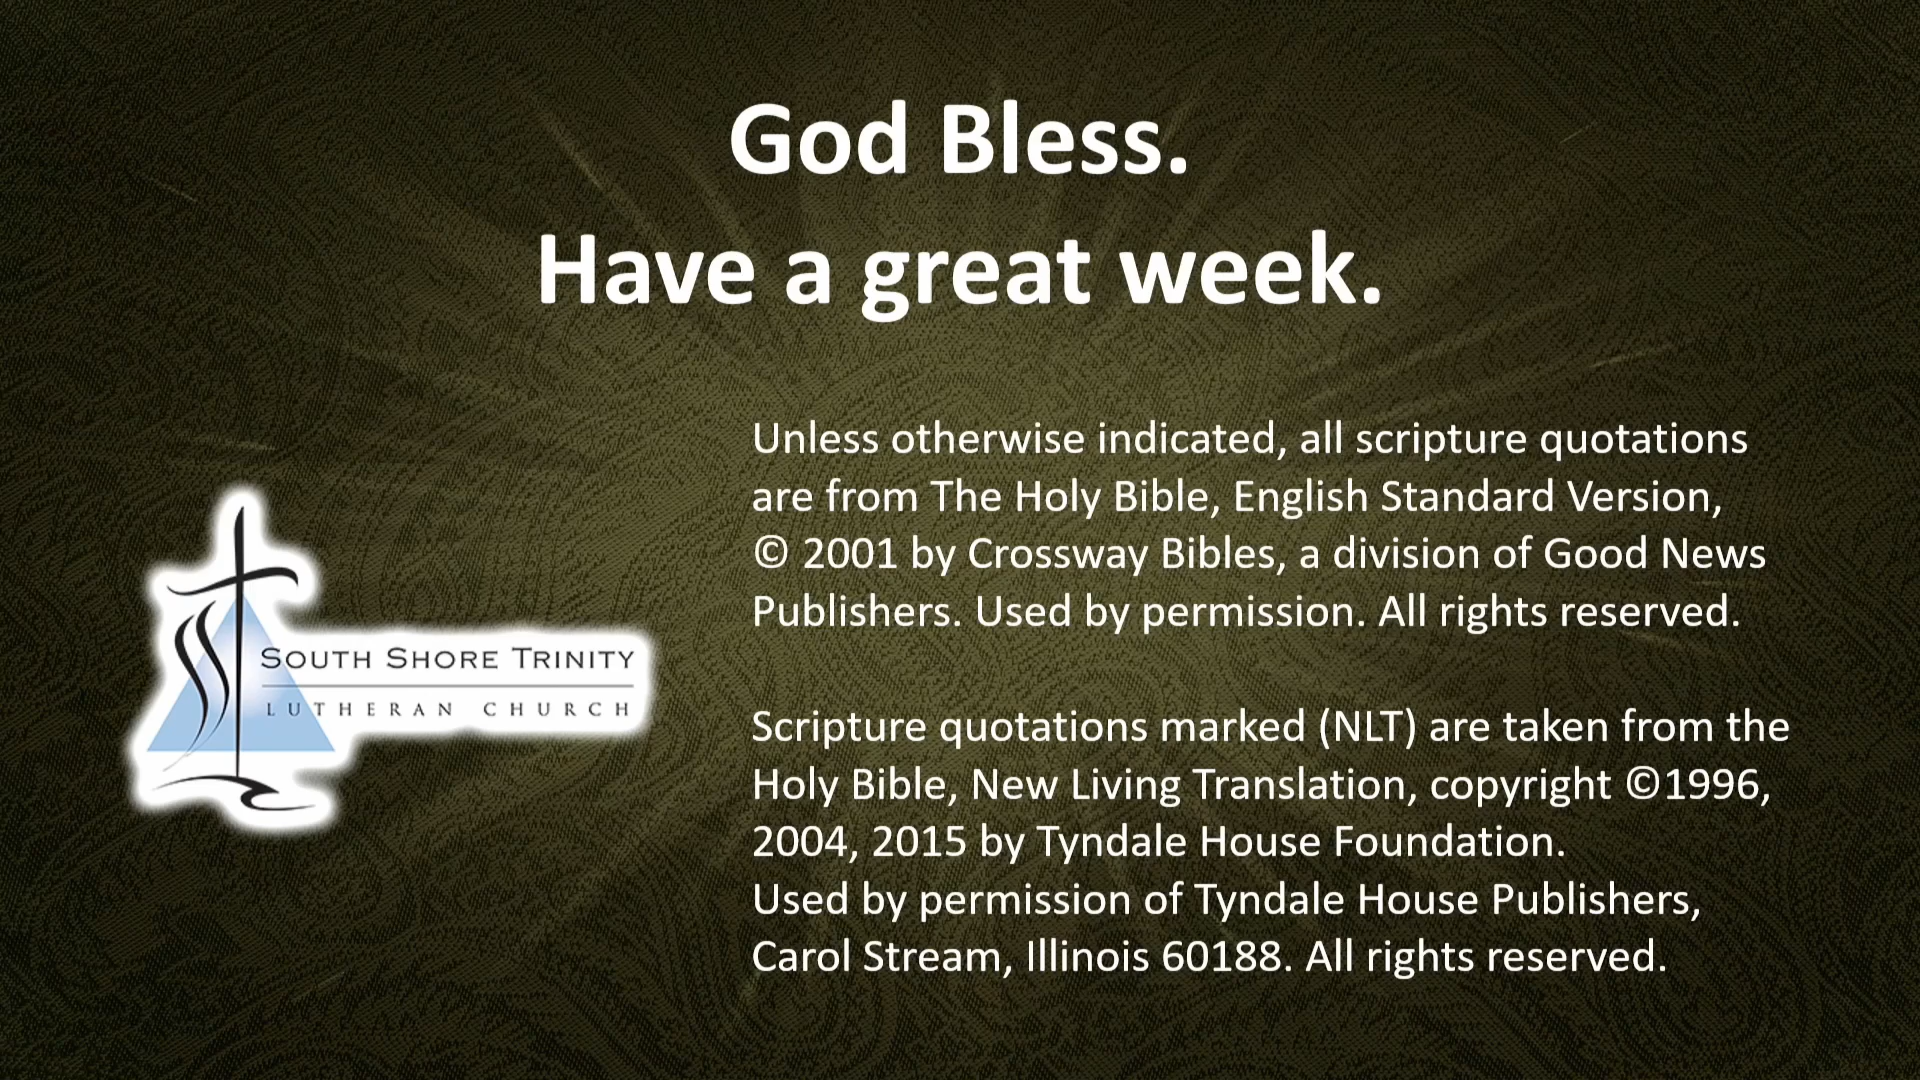 God Bless.
Have a great week.
SOUTH SHORE TRINITY
LUTHERAN CHURCH
Unless otherwise indicated, all scripture quotations
are from The Holy Bible, English Standard Version,
© 2001 by Crossway Bibles, a division of Good News
Publishers. Used by permission. All rights reserved.
Scripture quotations marked (NLT) are taken from the
Holy Bible, New Living Translation, copyright ©1996,
2004, 2015 by Tyndale House Foundation.
Used by permission of Tyndale House Publishers,
Carol Stream, Illinois 60188. All rights reserved.